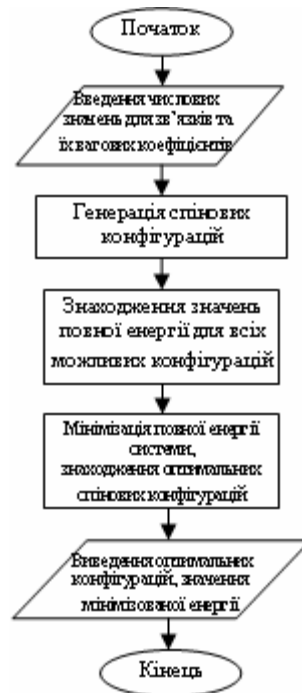 Початок
Введення числових
значень для зв’язків та
їх вагових коефіцієнтів
Генерація спінових
конфігурацій
Знаходження значень
повної енергії для всіх
можливих конфігурацій
Мінімізація повної енергії
системи,
знаходження оптимальних
спінових конфігурацій
Виведення оптимальних
конфігурацій, значення
мінімізованої енергії
Кінець